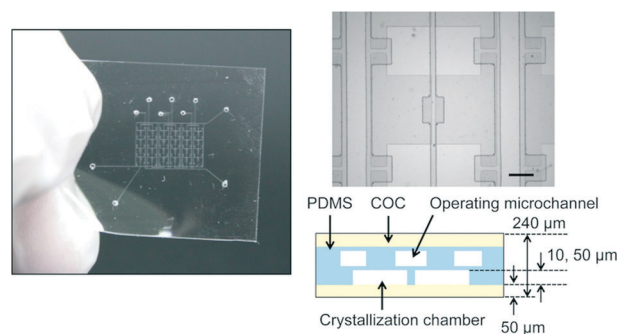 PDMS COC Operating microchannel
240 µm
10, 50 µm
Crystallization chamber
50 µm